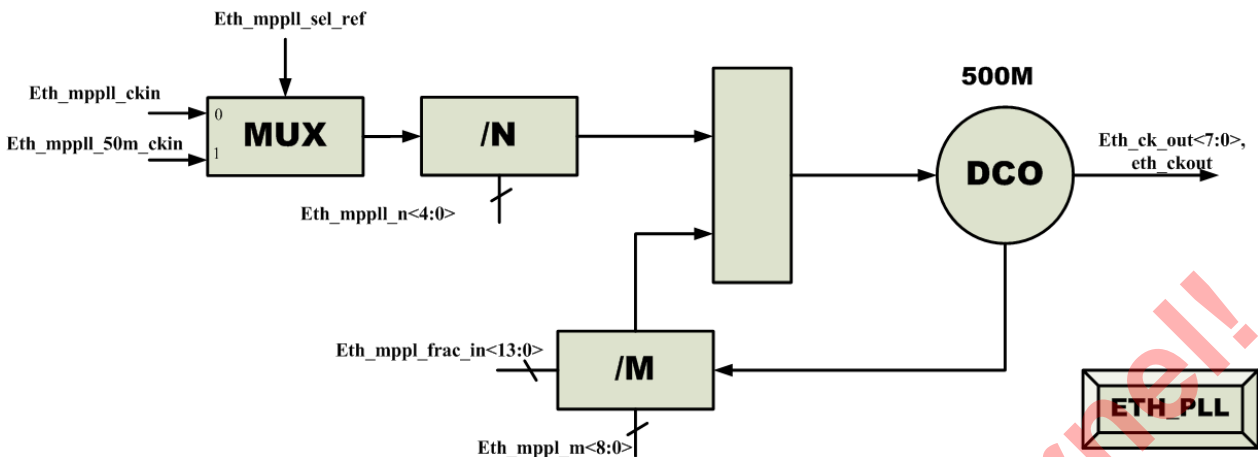 Eth_mppll_sel_ref
Eth_mppll_ckin
0
MUX
Eth_mppll_50m_ckin
1
/N
Eth_mppll_n<4:0>
500M
DCO
Eth_ck_out<7:0>,
eth_ckout
Eth_mppl_frac_in<13:0>
/M
Eth_mppl_m<8:0>
ETH_PLL